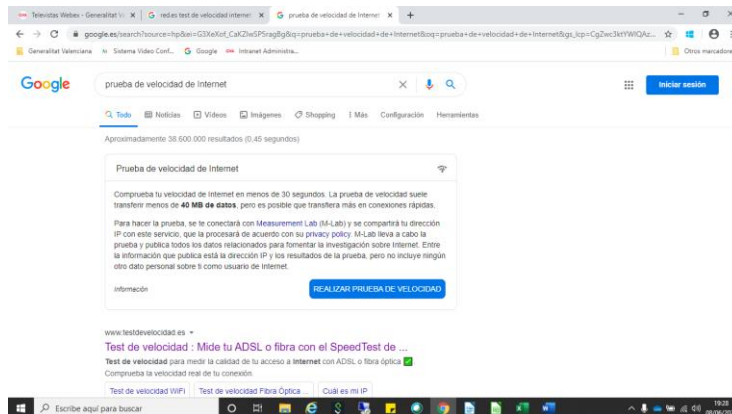 Televistas Webex - Generalitat V
red.es test de velocidad internet
prueba de velocidad de Internet
google.es/search?source=hp&ei=
q=prueba+de+velocidad+de+Internet&oq=prueba+de+velocidad+de+Internet&gs_lcp=
Generalitat Valenciana
Sistema Video Conf...
Google
Intranet Administra...
Otros marcadores
Google
prueba de velocidad de Internet
Iniciar sesión
Todo
Noticias
Vídeos
Imágenes
Shopping
Más
Configuración
Herramientas
Aproximadamente 38.600.000 resultados (0,45 segundos)
Prueba de velocidad de Internet
Comprueba tu velocidad de Internet en menos de 30 segundos. La prueba de velocidad suele
transferir menos de 40 MB de datos, pero es posible que transfiera más en conexiones rápidas.
Para hacer la prueba, se te conectará con Measurement Lab (M-Lab) y se compartirá tu dirección
IP con este servicio, que la procesará de acuerdo con su privacy policy. M-Lab lleva a cabo la
prueba y publica todos los datos relacionados para fomentar la investigación sobre Internet. Entre
la información que publica está la dirección IP y los resultados de la prueba, pero no incluye ningún
otro dato personal sobre ti como usuario de Internet.
Información
REALIZAR PRUEBA DE VELOCIDAD
www.testdevelocidad.es
Test de velocidad : Mide tu ADSL o fibra con el SpeedTest de ...
Test de velocidad para medir la calidad de tu acceso a Internet con ADSL o fibra óptica ✅
Comprueba la velocidad real de tu conexión.
Test de velocidad WiFi
Test de velocidad Fibra Óptica ...
Cuál es mi IP
Escribe aquí para buscar
19:28
08/06/20